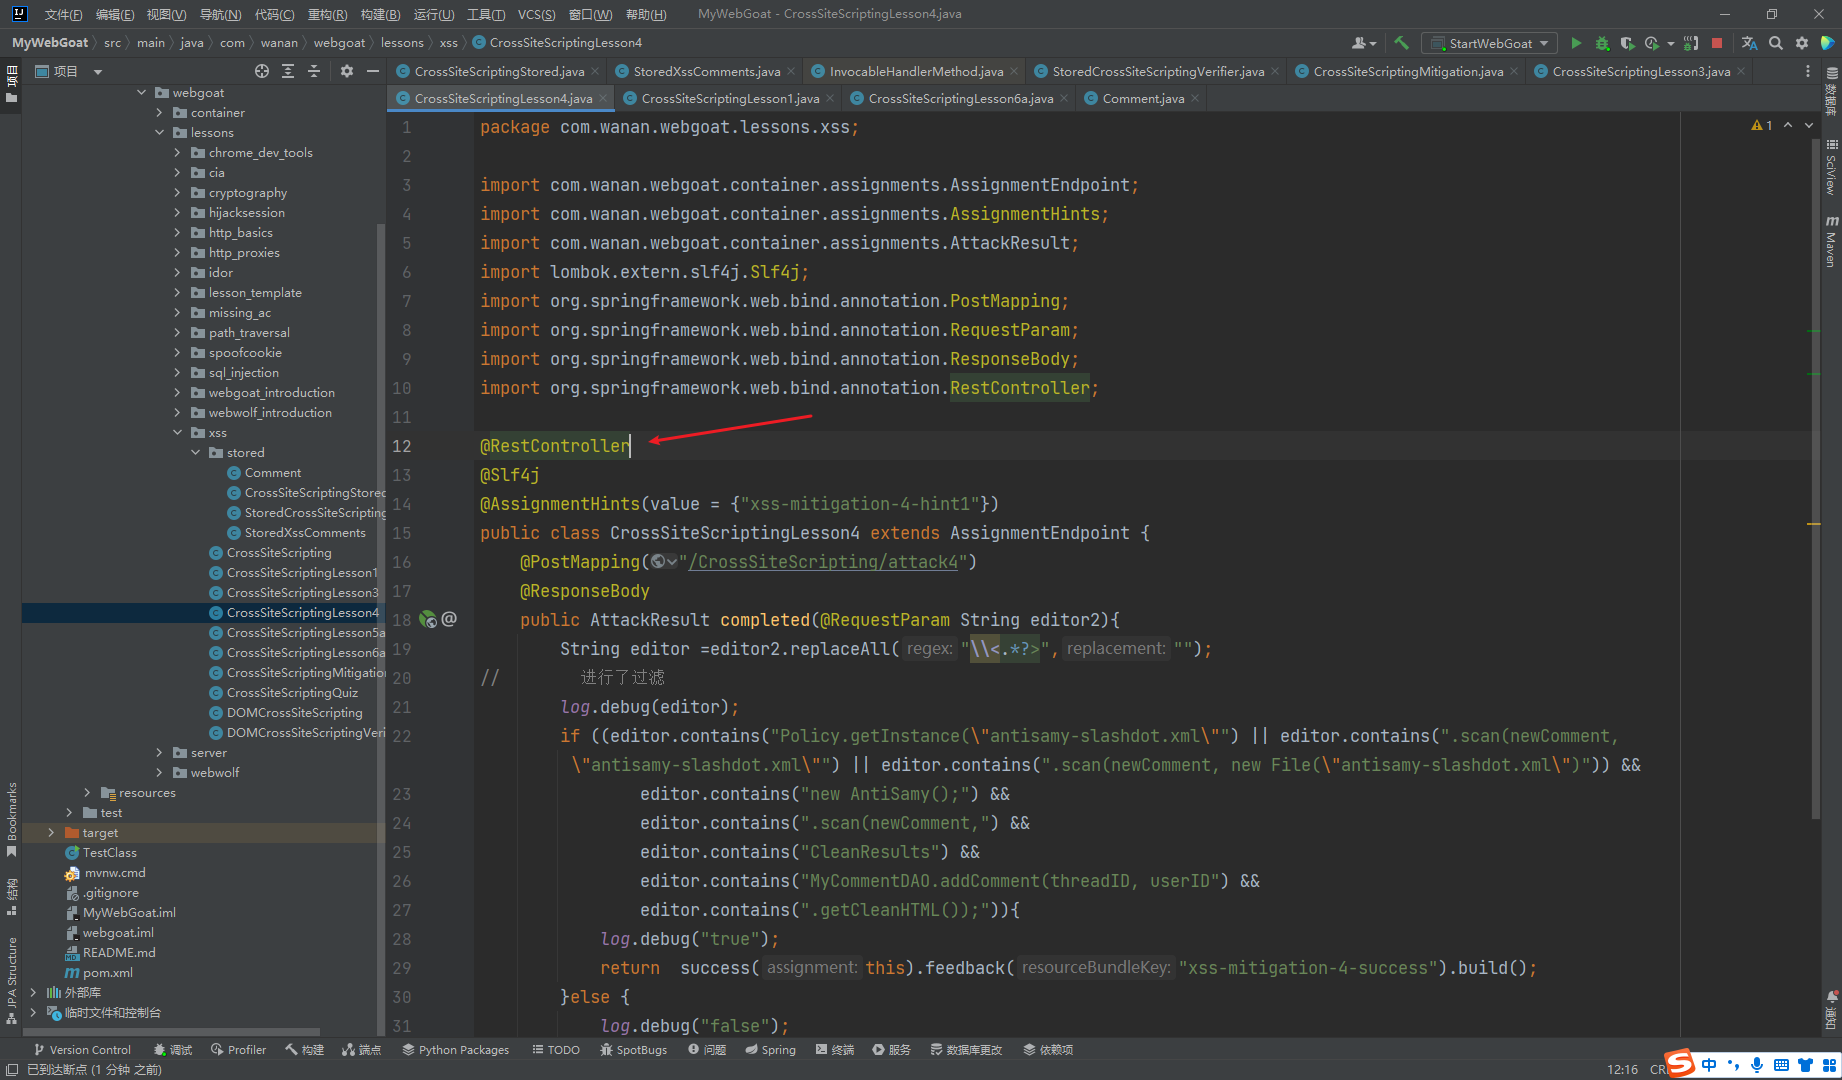 文件(F) 编辑(E) 视图(V) 导航(N) 代码(C) 重构(R) 构建(B) 运行(U) 工具(T) VCS(S) 窗口(W) 帮助(H) MyWebGoat - CrossSiteScriptingLesson4.java
MyWebGoat src main java com wanan webgoat lessons xss CrossSiteScriptingLesson4
StartWebGoat
项目
项目
CrossSiteScriptingStored.java StoredXssComments.java InvocableHandlerMethod.java StoredCrossSiteScriptingVerifier.java CrossSiteScriptingMitigation.java CrossSiteScriptingLesson3.java
CrossSiteScriptingLesson4.java CrossSiteScriptingLesson1.java CrossSiteScriptingLesson6a.java Comment.java
webgoat
container
lessons
chrome_dev_tools
cia
cryptography
hijacksession
http_basics
http_proxies
idor
lesson_template
missing_ac
path_traversal
spoofcookie
sql_injection
webgoat_introduction
webwolf_introduction
xss
stored
Comment
CrossSiteScriptingStored
StoredCrossSiteScripting
StoredXssComments
CrossSiteScripting
CrossSiteScriptingLesson1
CrossSiteScriptingLesson3
CrossSiteScriptingLesson4
CrossSiteScriptingLesson5a
CrossSiteScriptingLesson6a
CrossSiteScriptingMitigation
CrossSiteScriptingQuiz
DOMCrossSiteScripting
DOMCrossSiteScriptingVeri
server
webwolf
resources
test
target
TestClass
mvnw.cmd
.gitignore
MyWebGoat.iml
webgoat.iml
README.md
pom.xml
外部库
临时文件和控制台
Bookmarks
结构
JPA Structure
1 package com.wanan.webgoat.lessons.xss;
2
3 import com.wanan.webgoat.container.assignments.AssignmentEndpoint;
4 import com.wanan.webgoat.container.assignments.AssignmentHints;
5 import com.wanan.webgoat.container.assignments.AttackResult;
6 import lombok.extern.slf4j.Slf4j;
7 import org.springframework.web.bind.annotation.PostMapping;
8 import org.springframework.web.bind.annotation.RequestParam;
9 import org.springframework.web.bind.annotation.ResponseBody;
10 import org.springframework.web.bind.annotation.RestController;
11
12 @RestController
13 @Slf4j
14 @AssignmentHints(value = {"xss-mitigation-4-hint1"})
15 public class CrossSiteScriptingLesson4 extends AssignmentEndpoint {
16 @PostMapping("/CrossSiteScripting/attack4")
17 @ResponseBody
18 @ public AttackResult completed(@RequestParam String editor2){
19 String editor =editor2.replaceAll( regex: "\\<.*?>", replacement: "");
20 // 进行了过滤
21 log.debug(editor);
22 if ((editor.contains("Policy.getInstance(\"antisamy-slashdot.xml\"") || editor.contains(".scan(newComment,
\"antisamy-slashdot.xml\"") || editor.contains(".scan(newComment, new File(\"antisamy-slashdot.xml\")")) &&
23 editor.contains("new AntiSamy();") &&
24 editor.contains(".scan(newComment,") &&
25 editor.contains("CleanResults") &&
26 editor.contains("MyCommentDAO.addComment(threadID, userID") &&
27 editor.contains(".getCleanHTML());")){
28 log.debug("true");
29 return success( assignment: this).feedback( resourceBundleKey: "xss-mitigation-4-success").build();
30 }else {
31 log.debug("false");
1
数据库
SciView
m Maven
通知
Version Control 调试 Profiler 构建 端点 Python Packages TODO SpotBugs 问题 Spring 终端 服务 数据库更改 依赖项
已到达断点 (1 分钟 之前) 12:16 中